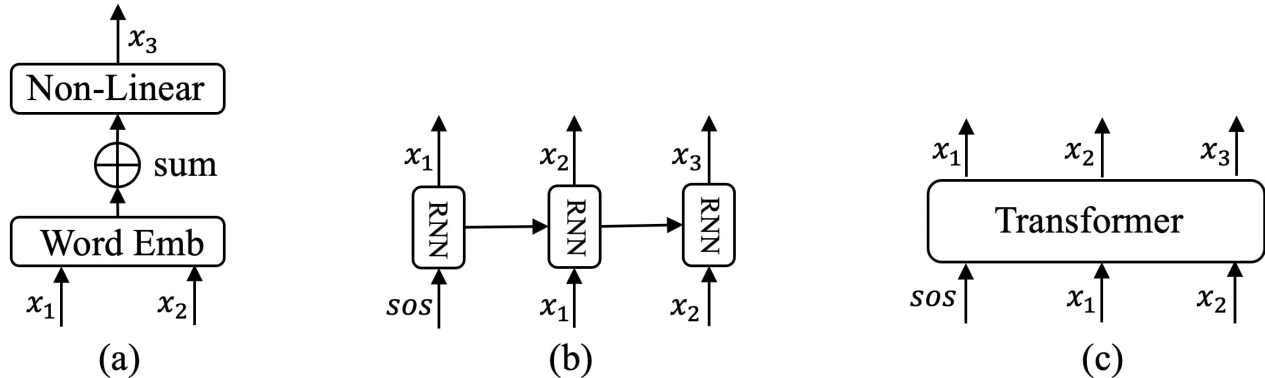 x₃
Non-Linear
sum
Word Emb
x₁ x₂
(a)
x₁ x₂ x₃
RNN RNN RNN
sos x₁ x₂
(b)
x₁ x₂ x₃
Transformer
sos x₁ x₂
(c)